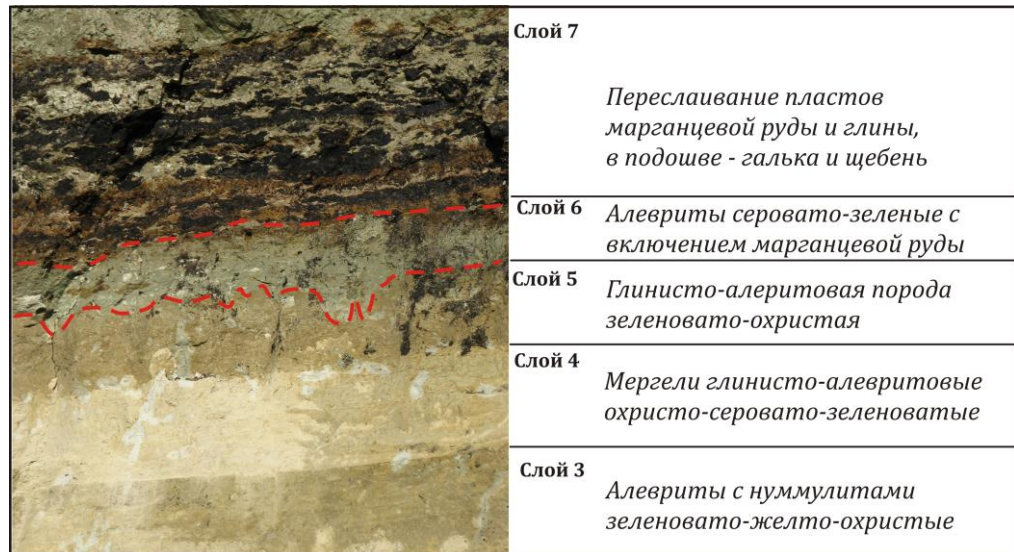 Слой 7
Переслаивание пластов
марганцевой руды и глины,
в подошве - галька и щебень
Слой 6
Алевриты серовато-зеленые с
включением марганцевой руды
Слой 5
Глинисто-алеритовая порода
зеленовато-охристая
Слой 4
Мергели глинисто-алевритовые
охристо-серовато-зеленоватые
Слой 3
Алевриты с нуммулитами
зеленовато-желто-охристые